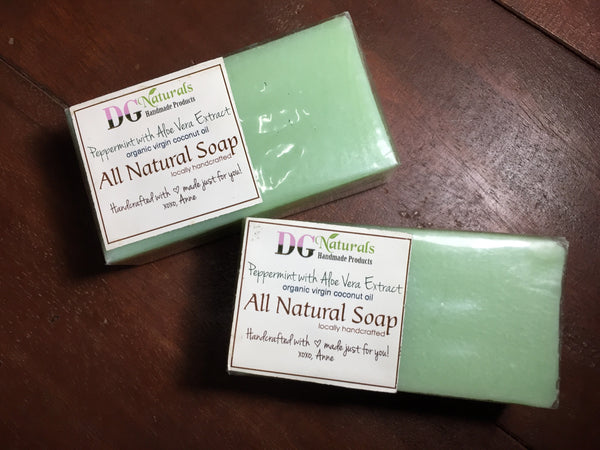 DG Naturals
Handmade Products
Peppermint with Aloe Vera Extract
organic virgin coconut oil
All Natural Soap
locally handcrafted
Handcrafted with ♡ made just for you!
xoxo, Anne
DG Naturals
Handmade Products
Peppermint with Aloe Vera Extract
organic virgin coconut oil
All Natural Soap
locally handcrafted
Handcrafted with ♡ made just for you!
xoxo, Anne